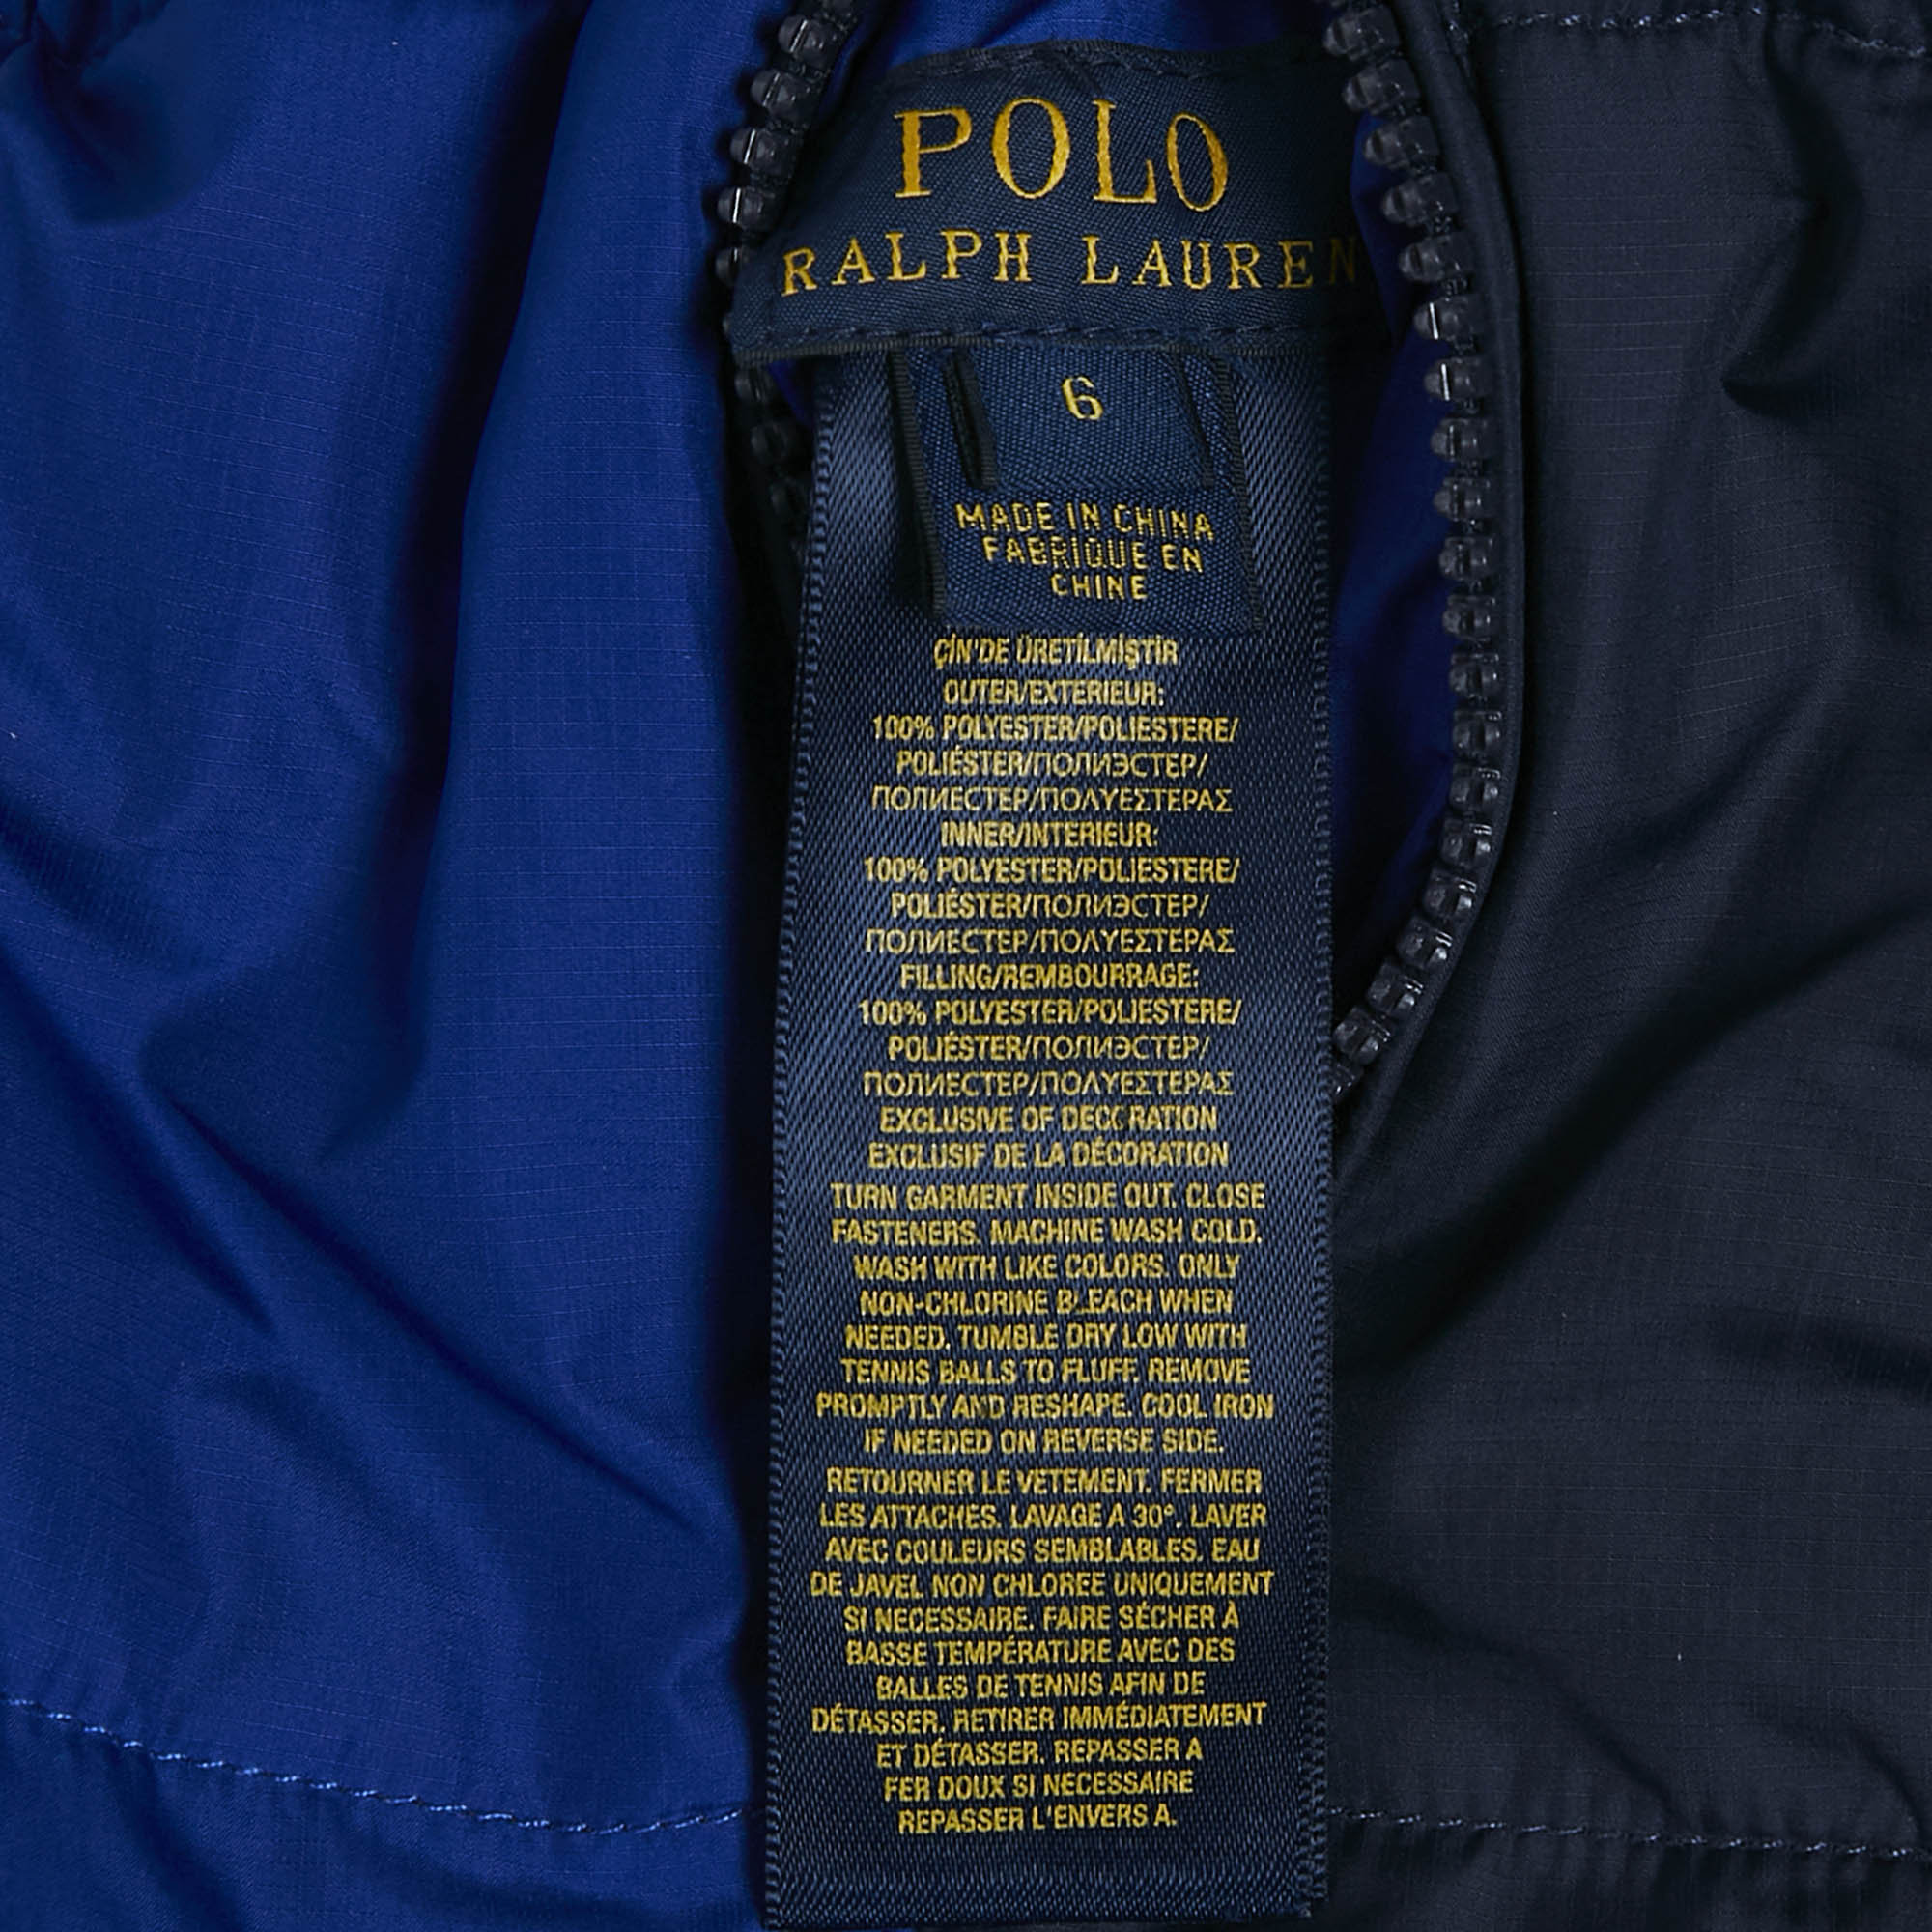 POLO
RALPH LAUREN
6
MADE IN CHINA
FABRIQUE EN
CHINE
ÇİN'DE ÜRETİLMİŞTİR
OUTER/EXTERIEUR:
100% POLYESTER/POLIESTERE/
POLIÉSTER/ПОЛИЭСТЕР/
ПОЛИЕСТЕР/ΠΟΛΥΕΣΤΕΡΑΣ
INNER/INTERIEUR:
100% POLYESTER/POLIESTERE/
POLIÉSTER/ПОЛИЭСТЕР/
ПОЛИЕСТЕР/ΠΟΛΥΕΣΤΕΡΑΣ
FILLING/REMBOURRAGE:
100% POLYESTER/POLIESTERE/
POLIÉSTER/ПОЛИЭСТЕР/
ПОЛИЕСТЕР/ΠΟΛΥΕΣΤΕΡΑΣ
EXCLUSIVE OF DECORATION
EXCLUSIF DE LA DÉCORATION
TURN GARMENT INSIDE OUT. CLOSE
FASTENERS. MACHINE WASH COLD.
WASH WITH LIKE COLORS. ONLY
NON-CHLORINE BLEACH WHEN
NEEDED. TUMBLE DRY LOW WITH
TENNIS BALLS TO FLUFF. REMOVE
PROMPTLY AND RESHAPE. COOL IRON
IF NEEDED ON REVERSE SIDE.
RETOURNER LE VETEMENT. FERMER
LES ATTACHES. LAVAGE A 30°. LAVER
AVEC COULEURS SEMBLABLES. EAU
DE JAVEL NON CHLOREE UNIQUEMENT
SI NECESSAIRE. FAIRE SÉCHER À
BASSE TEMPÉRATURE AVEC DES
BALLES DE TENNIS AFIN DE
DÉTASSER. RETIRER IMMÉDIATEMENT
ET DÉTASSER. REPASSER A
FER DOUX SI NECESSAIRE
REPASSER L'ENVERS A.